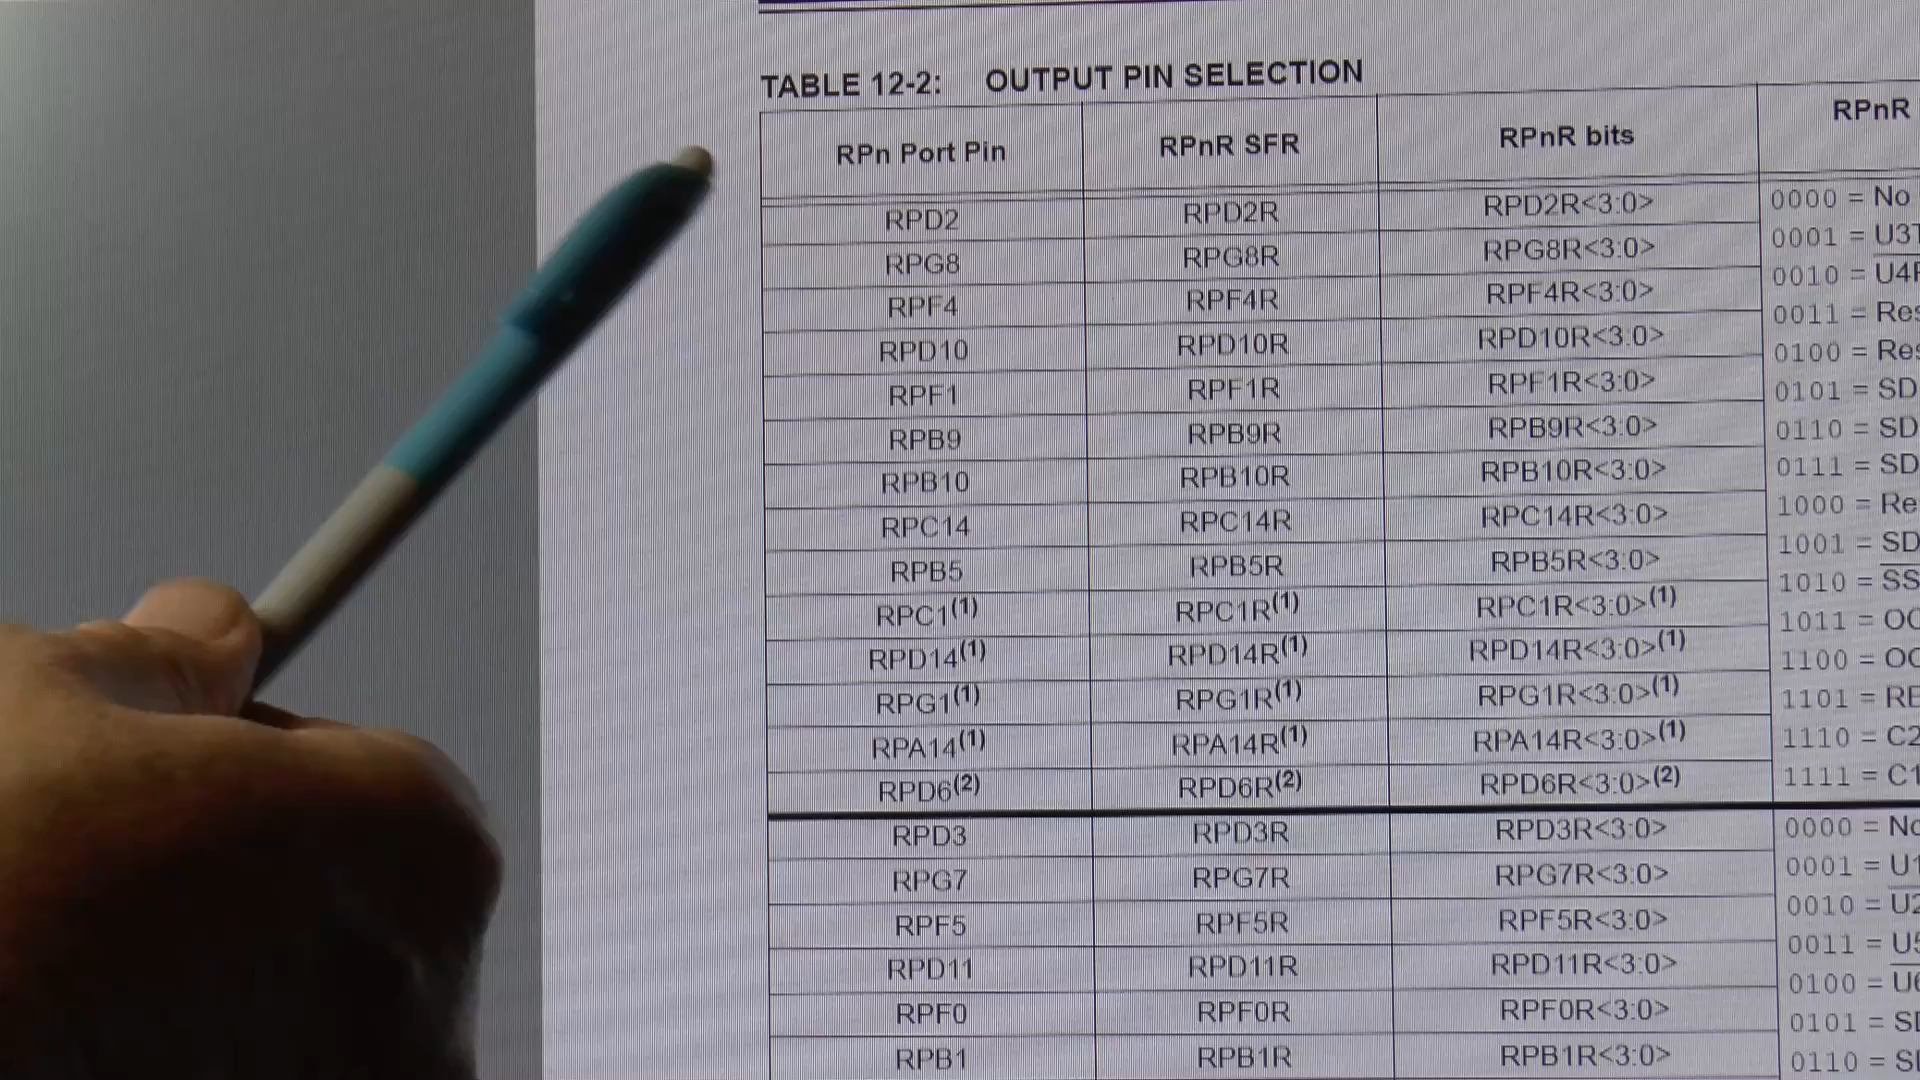 TABLE 12-2: OUTPUT PIN SELECTION
RPn Port Pin RPnR SFR RPnR bits RPnR
RPD2 RPD2R RPD2R<3:0> 0000 = No
RPG8 RPG8R RPG8R<3:0> 0001 =
RPF4 RPF4R RPF4R<3:0> 0010 =
RPD10 RPD10R RPD10R<3:0> 0011 =
RPF1 RPF1R RPF1R<3:0> 0100 =
RPB9 RPB9R RPB9R<3:0> 0101 =
RPB10 RPB10R RPB10R<3:0> 0110 =
RPC14 RPC14R RPC14R<3:0> 0111 =
RPB5 RPB5R RPB5R<3:0> 1000 =
RPC1(1) RPC1R(1) RPC1R<3:0>(1) 1001 =
RPD14(1) RPD14R(1) RPD14R<3:0>(1) 1010 =
RPG1(1) RPG1R(1) RPG1R<3:0>(1) 1011 =
RPA14(1) RPA14R(1) RPA14R<3:0>(1) 1100 =
RPD6(2) RPD6R(2) RPD6R<3:0>(2) 1101 =
1110 =
1111 =
RPD3 RPD3R RPD3R<3:0> 0000 =
RPG7 RPG7R RPG7R<3:0> 0001 =
RPF5 RPF5R RPF5R<3:0> 0010 =
RPD11 RPD11R RPD11R<3:0> 0011 =
RPF0 RPF0R RPF0R<3:0> 0100 =
RPB1 RPB1R RPB1R<3:0> 0101 =
0110 =